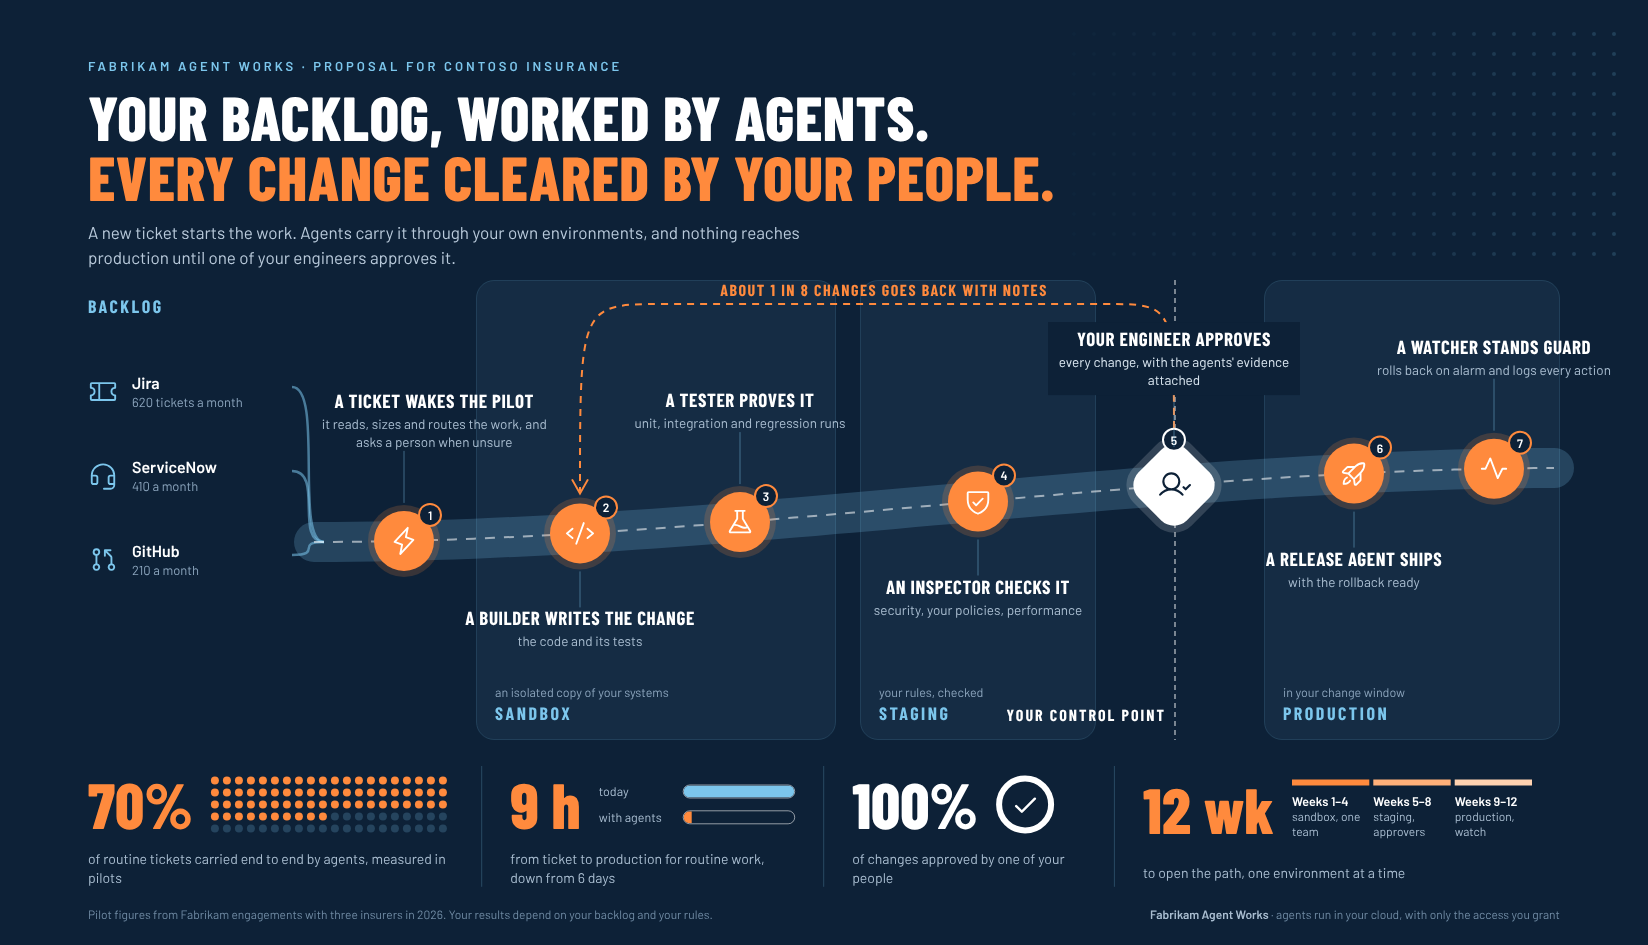 FABRIKAM AGENT WORKS · PROPOSAL FOR CONTOSO INSURANCE
YOUR BACKLOG, WORKED BY AGENTS.
EVERY CHANGE CLEARED BY YOUR PEOPLE.
A new ticket starts the work. Agents carry it through your own environments, and nothing reaches
production until one of your engineers approves it.
BACKLOG
Jira
620 tickets a month
ServiceNow
410 a month
GitHub
210 a month
ABOUT 1 IN 8 CHANGES GOES BACK WITH NOTES
1
A TICKET WAKES THE PILOT
it reads, sizes and routes the work, and
asks a person when unsure
2
A BUILDER WRITES THE CHANGE
the code and its tests
3
A TESTER PROVES IT
unit, integration and regression runs
4
AN INSPECTOR CHECKS IT
security, your policies, performance
YOUR ENGINEER APPROVES
every change, with the agents' evidence
attached
5
6
A RELEASE AGENT SHIPS
with the rollback ready
A WATCHER STANDS GUARD
rolls back on alarm and logs every action
7
an isolated copy of your systems
SANDBOX
your rules, checked
STAGING
YOUR CONTROL POINT
in your change window
PRODUCTION
70%
of routine tickets carried end to end by agents, measured in
pilots
9 h
today
with agents
from ticket to production for routine work,
down from 6 days
100%
of changes approved by one of your
people
12 wk
Weeks 1–4
sandbox, one
team
Weeks 5–8
staging,
approvers
Weeks 9–12
production,
watch
to open the path, one environment at a time
Pilot figures from Fabrikam engagements with three insurers in 2026. Your results depend on your backlog and your rules.
Fabrikam Agent Works · agents run in your cloud, with only the access you grant